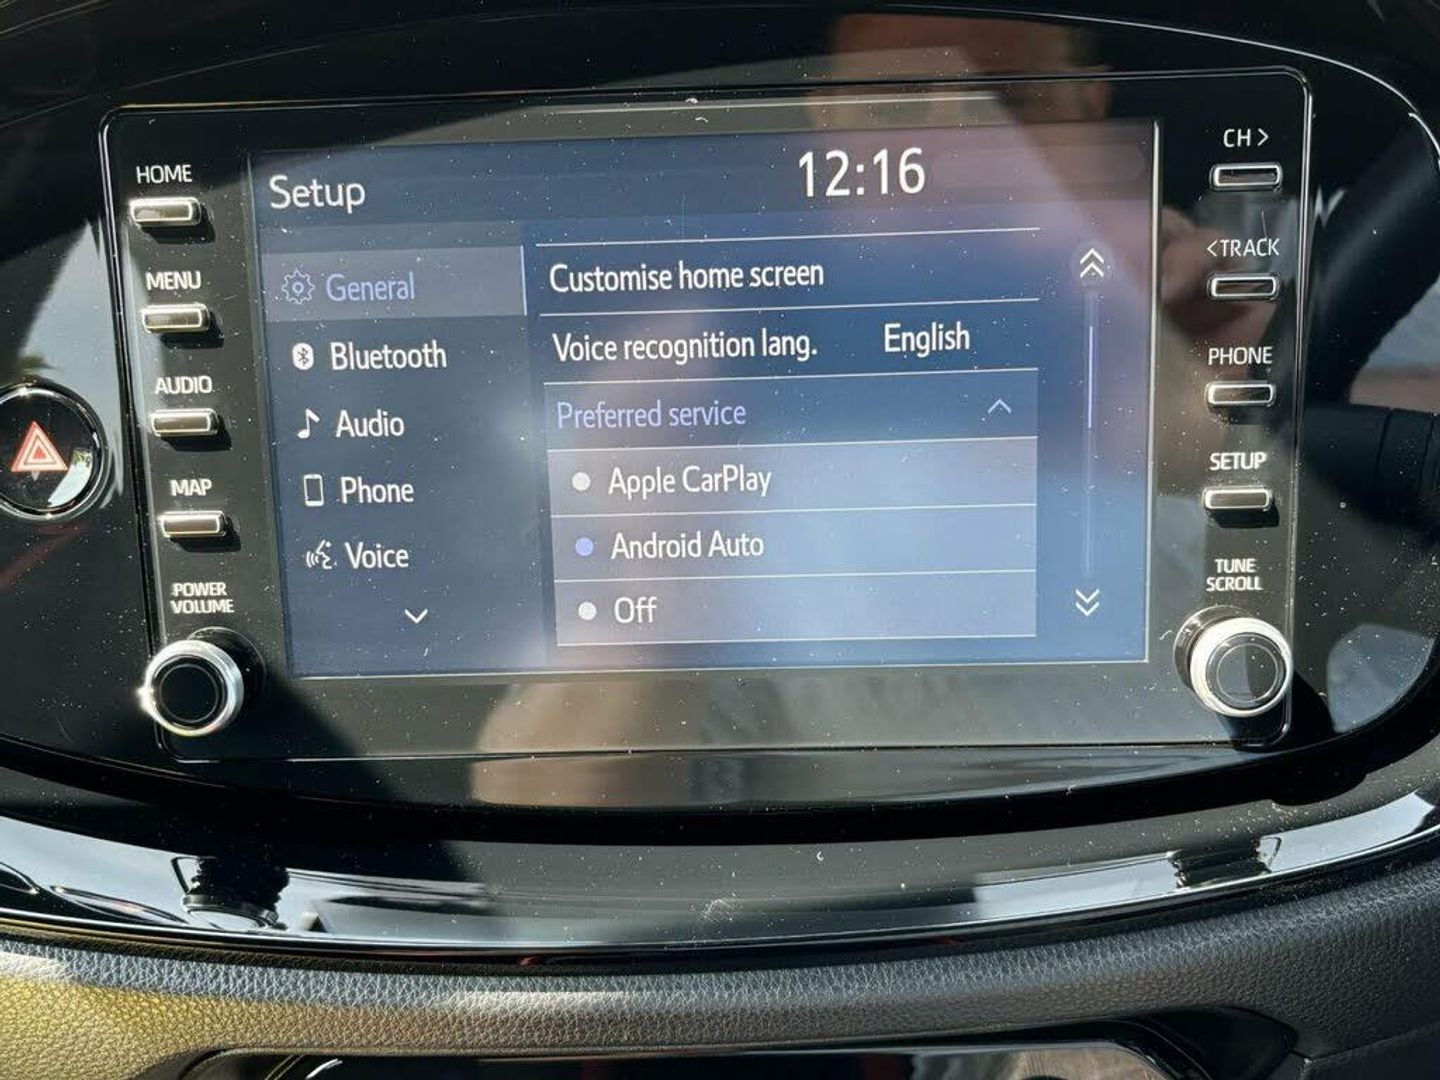 HOME
MENU
AUDIO
MAP
POWER
VOLUME
Setup
12:16
General
Bluetooth
Audio
Phone
Voice
Customise home screen
Voice recognition lang. English
Preferred service
Apple CarPlay
Android Auto
Off
CH >
<TRACK
PHONE
SETUP
TUNE
SCROLL